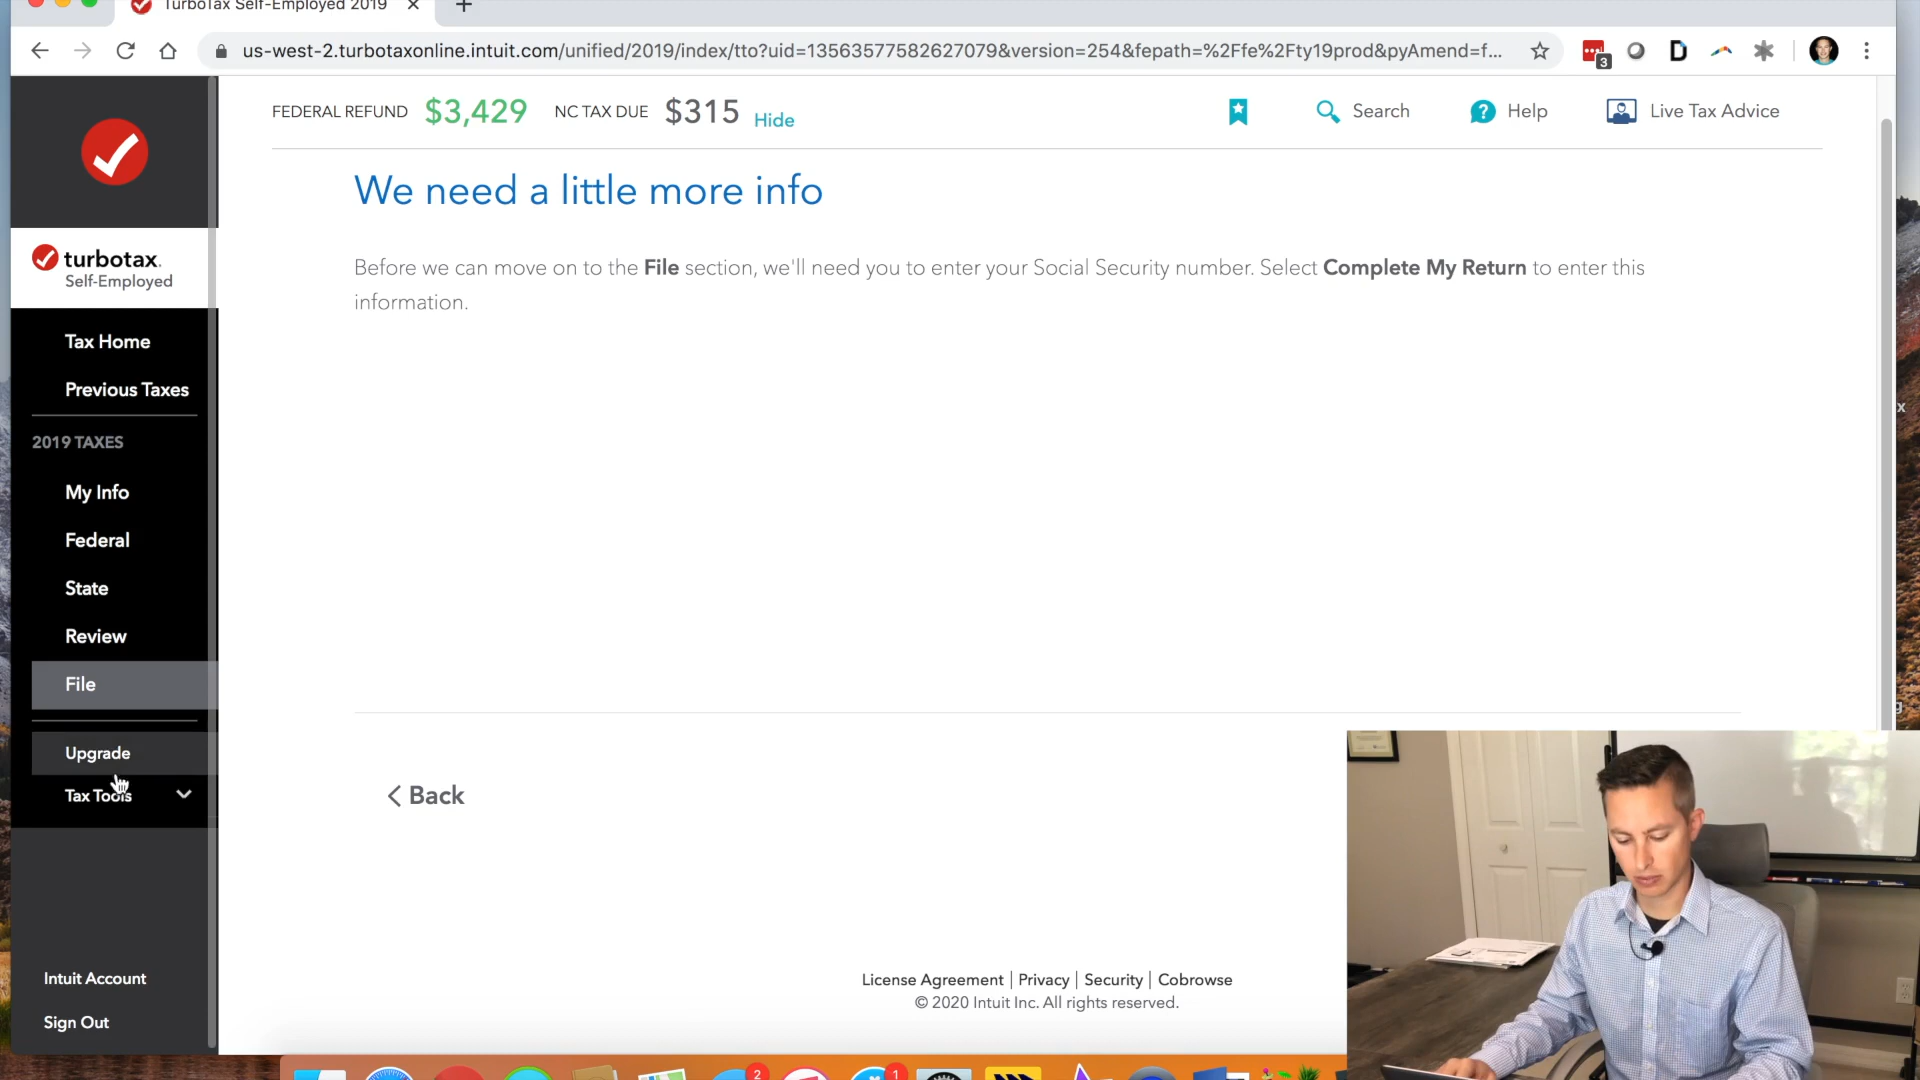 TurboTax Self-Employed 2019
us-west-2.turbotaxonline.intuit.com/unified/2019/index/tto?uid=13563577582627079&version=254&fepath=%2Ffe%2Fty19prod&pyAmend=f...
3
FEDERAL REFUND $3,429 NC TAX DUE $315 Hide
Search
Help
Live Tax Advice
turbotax.
Self-Employed
Tax Home
Previous Taxes
2019 TAXES
My Info
Federal
State
Review
File
Upgrade
Tax Tools
Intuit Account
Sign Out
We need a little more info
Before we can move on to the File section, we'll need you to enter your Social Security number. Select Complete My Return to enter this
information.
Back
License Agreement | Privacy | Security | Cobrowse
© 2020 Intuit Inc. All rights reserved.
2
1